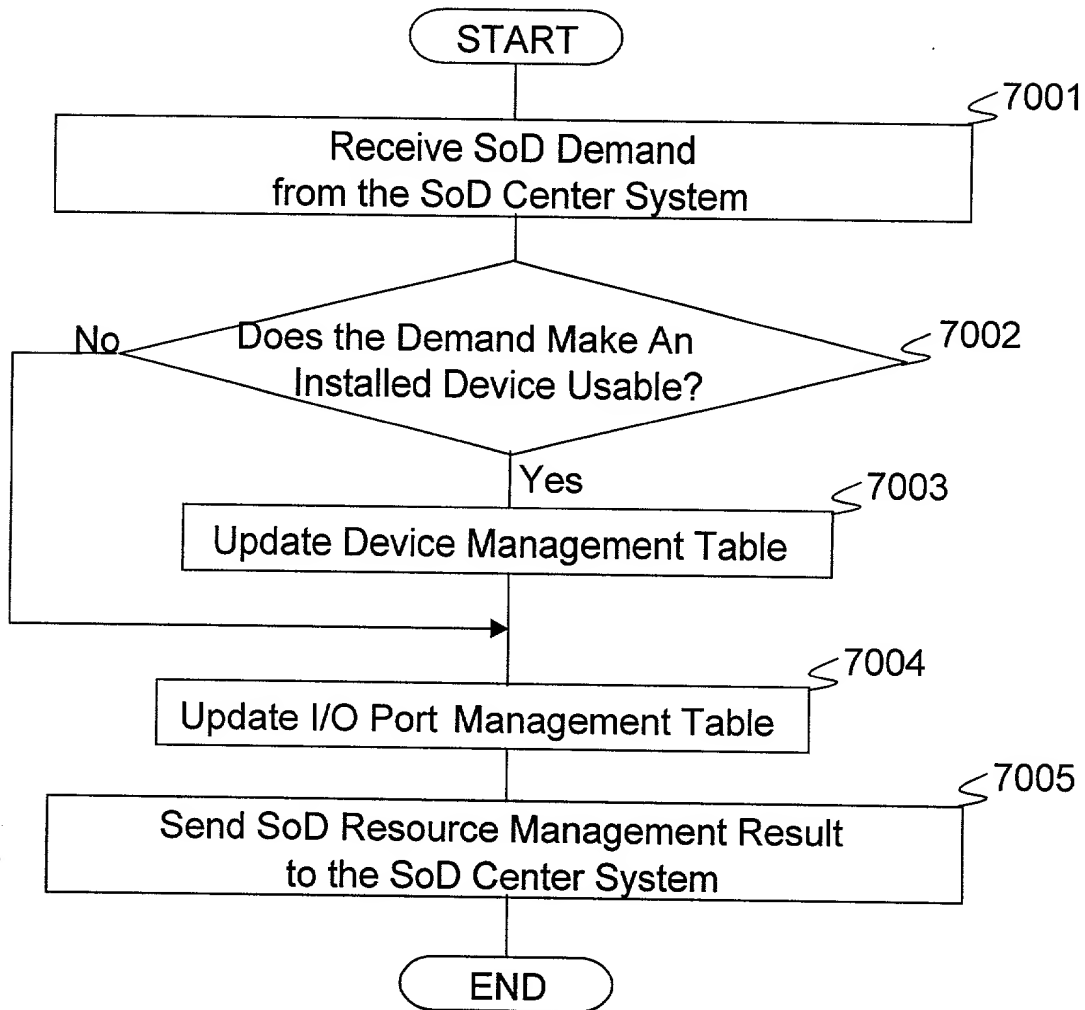 START
7001
Receive SoD Demand
from the SoD Center System
No
Does the Demand Make An
Installed Device Usable?
7002
Yes
7003
Update Device Management Table
7004
Update I/O Port Management Table
7005
Send SoD Resource Management Result
to the SoD Center System
END